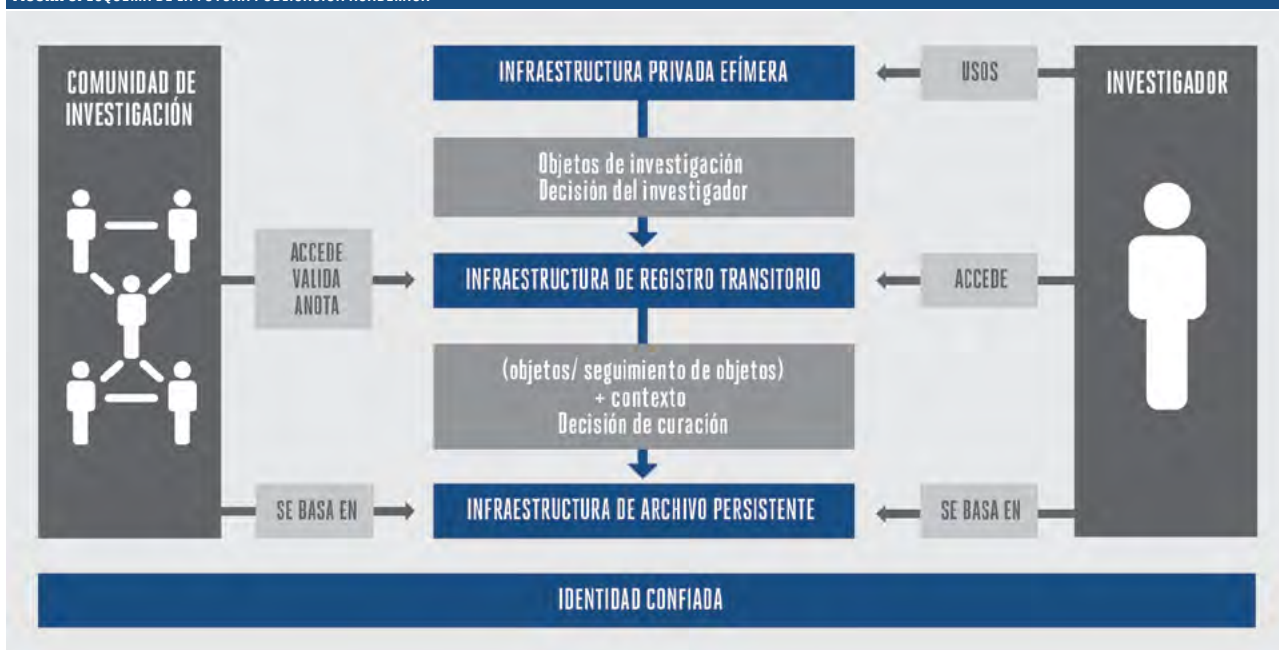 COMUNIDAD DE
INVESTIGACIÓN
INFRAESTRUCTURA PRIVADA EFÍMERA
USOS
INVESTIGADOR
Objetos de investigación
Decisión del investigador
ACCEDE
VALIDA
ANOTA
INFRAESTRUCTURA DE REGISTRO TRANSITORIO
ACCEDE
(objetos/ seguimiento de objetos)
+ contexto
Decisión de curación
SE BASA EN
INFRAESTRUCTURA DE ARCHIVO PERSISTENTE
SE BASA EN
IDENTIDAD CONFIADA